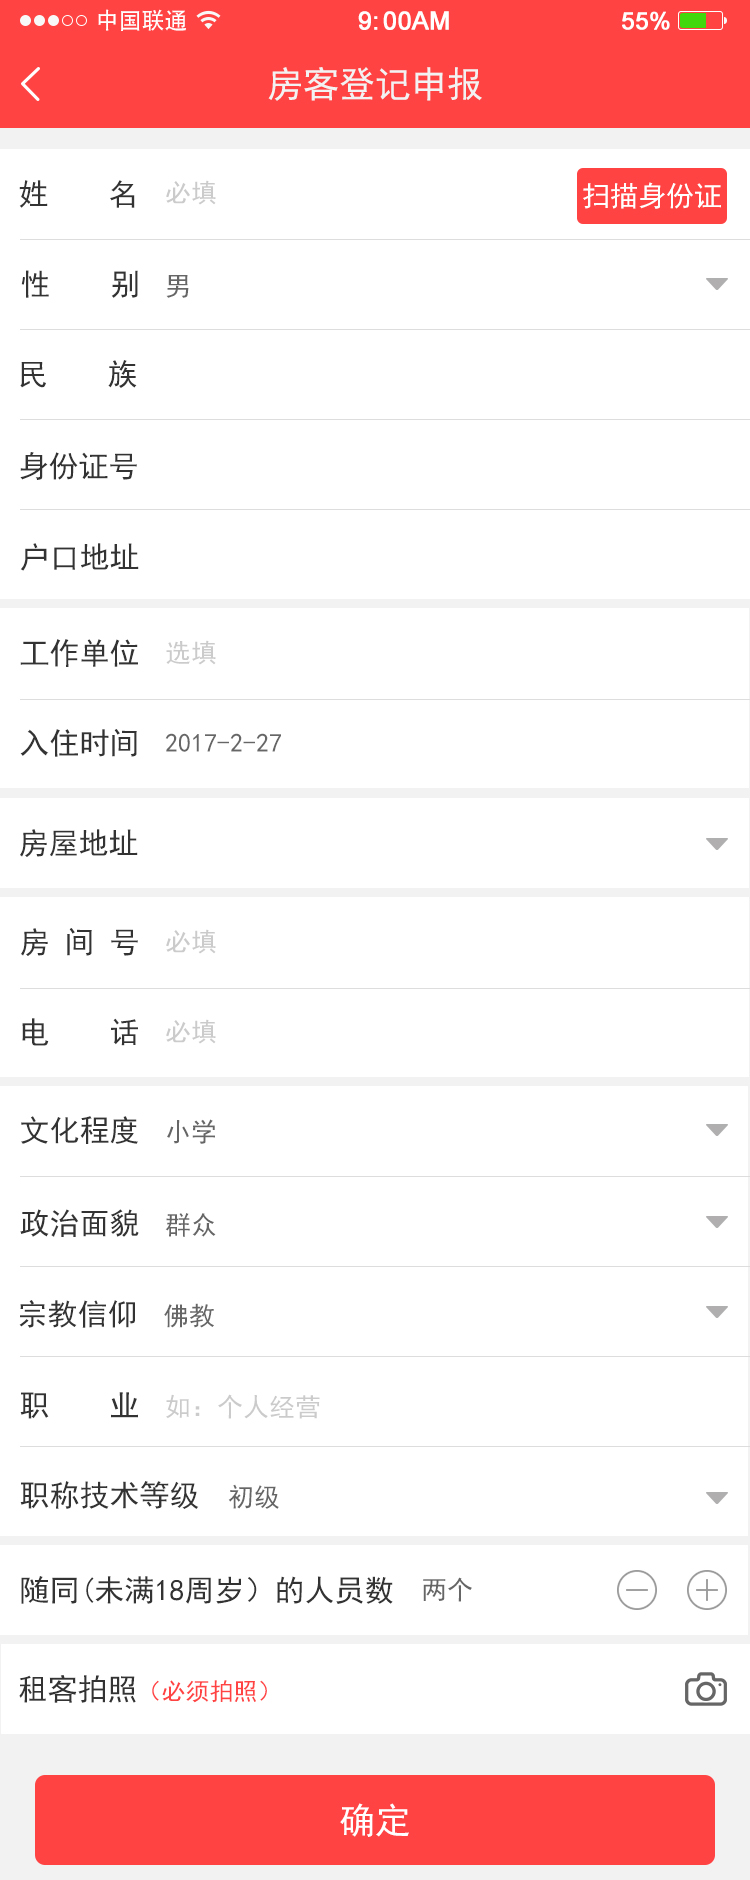 中国联通 9:00AM 55%
房客登记申报
姓 名 必填 扫描身份证
性 别 男
民 族
身份证号
户口地址
工作单位 选填
入住时间 2017-2-27
房屋地址
房 间 号 必填
电 话 必填
文化程度 小学
政治面貌 群众
宗教信仰 佛教
职 业 如：个人经营
职称技术等级 初级
随同(未满18周岁）的人员数 两个
租客拍照（必须拍照）
确定